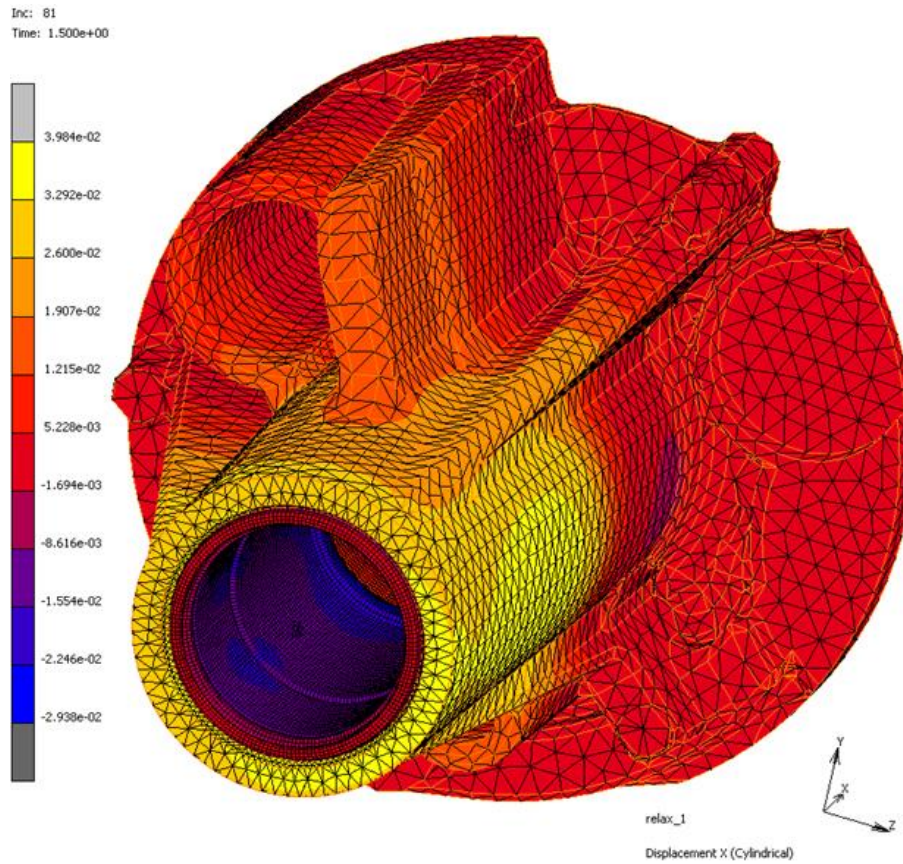 Inc: 81
Time: 1.500e+00
3.984e-02
3.292e-02
2.600e-02
1.907e-02
1.215e-02
5.228e-03
-1.694e-03
-8.616e-03
-1.554e-02
-2.246e-02
-2.938e-02
Y
X
Z
relax_1
Displacement X (Cylindrical)